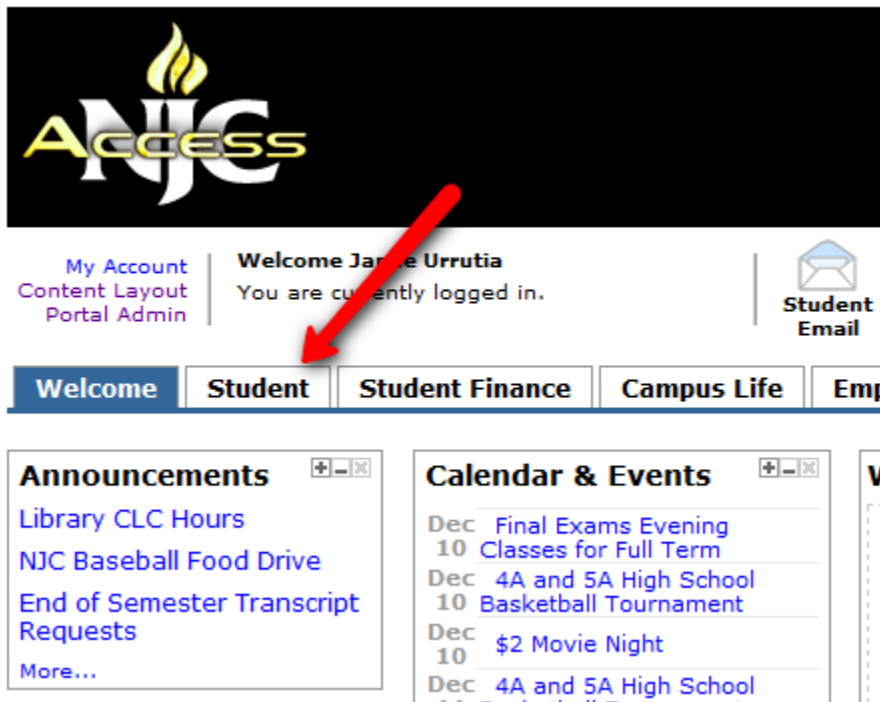 NJC
Access
My Account
Content Layout
Portal Admin
Welcome Urrutia
You are currently logged in.
Student
Email
Welcome
Student
Student Finance
Campus Life
Announcements
Library CLC Hours
NJC Baseball Food Drive
End of Semester Transcript
Requests
More...
Calendar & Events
Dec 10 Final Exams Evening
Classes for Full Term
Dec 10 4A and 5A High School
Basketball Tournament
Dec 10 $2 Movie Night
Dec 4A and 5A High School